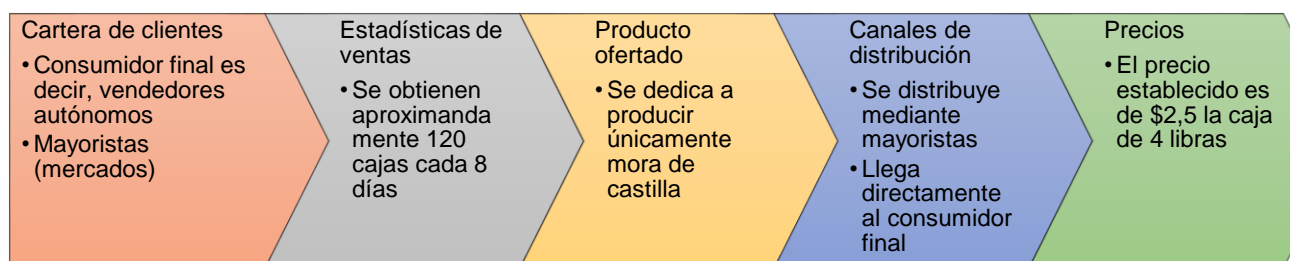 Cartera de clientes
• Consumidor final es
decir, vendedores
autónomos
• Mayoristas
(mercados)
Estadísticas de
ventas
• Se obtienen
aproximanda
mente 120
cajas cada 8
días
Producto
ofertado
• Se dedica a
producir
únicamente
mora de
castilla
Canales de
distribución
• Se distribuye
mediante
mayoristas
• Llega
directamente
al consumidor
final
Precios
• El precio
establecido es
de $2,5 la caja
de 4 libras